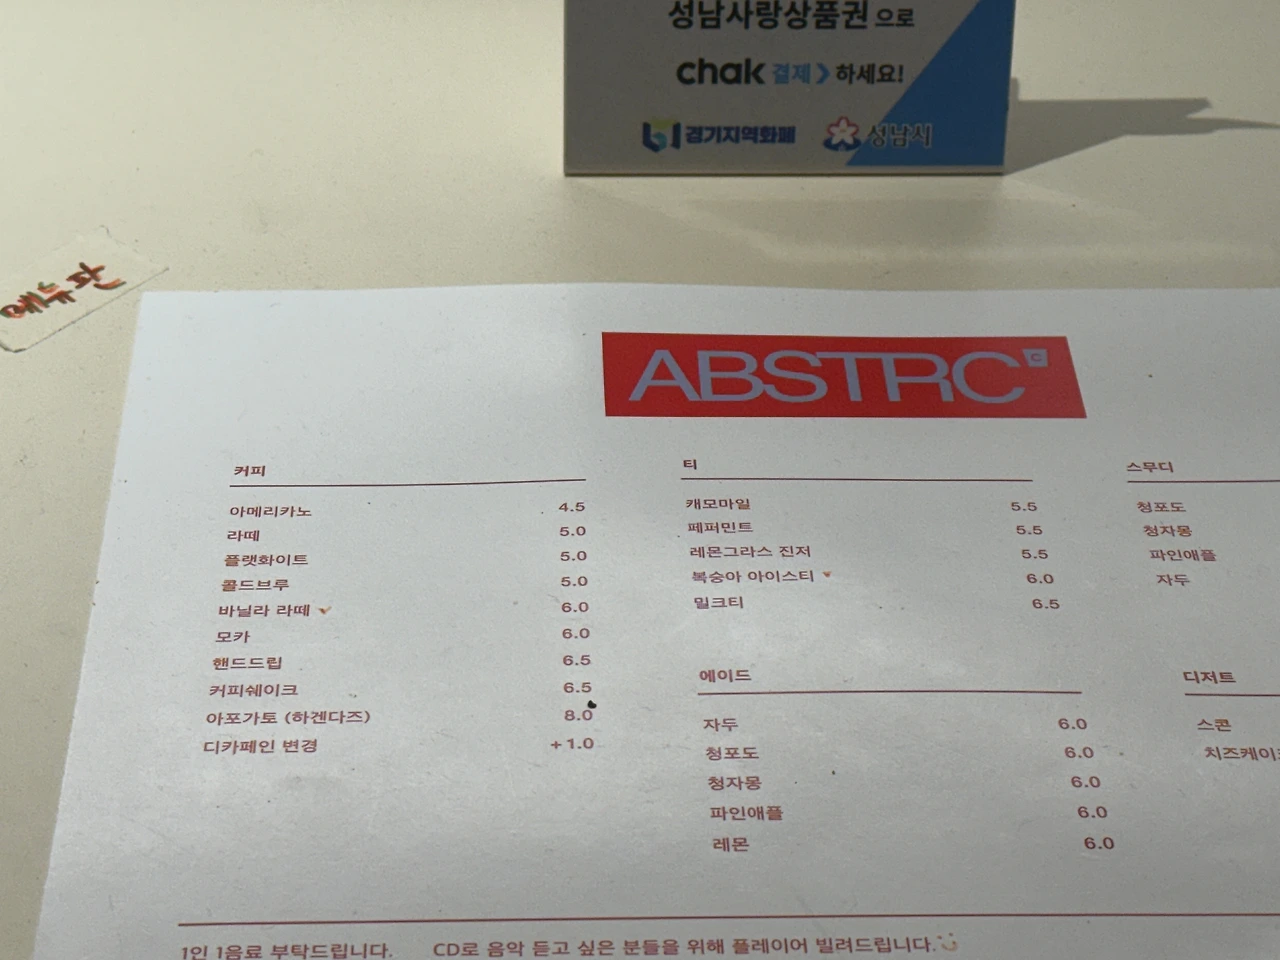 성남사랑상품권으로
chak 결제 > 하세요!
경기지역화폐 성남시
메뉴판
ABSTRC C
커피
아메리카노 4.5
라떼 5.0
플랫화이트 5.0
콜드브루 5.0
바닐라 라떼 6.0
모카 6.0
핸드드립 6.5
커피쉐이크 6.5
아포가토 (하겐다즈) 8.0
디카페인 변경 +1.0
티
캐모마일 5.5
페퍼민트 5.5
레몬그라스 진저 5.5
복숭아 아이스티 6.0
밀크티 6.5
에이드
자두 6.0
청포도 6.0
청자몽 6.0
파인애플 6.0
레몬 6.0
스무디
청포도
청자몽
파인애플
자두
디저트
스콘
치즈케이
1인 1음료 부탁드립니다. CD로 음악 듣고 싶은 분들을 위해 플레이어 빌려드립니다.